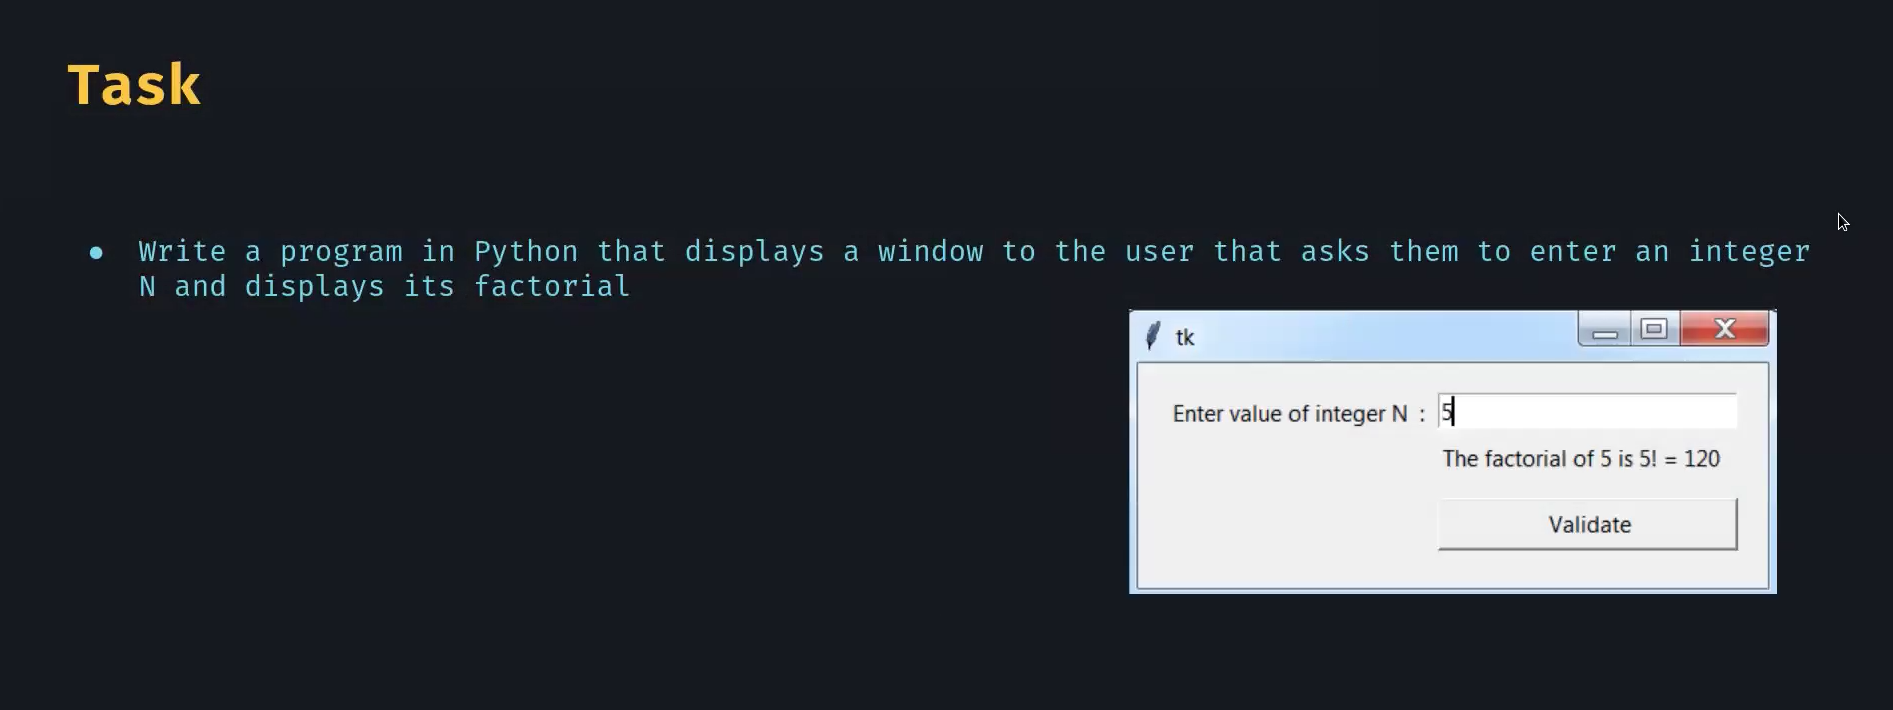 Task
● Write a program in Python that displays a window to the user that asks them to enter an integer
N and displays its factorial
tk
Enter value of integer N : 5
The factorial of 5 is 5! = 120
Validate